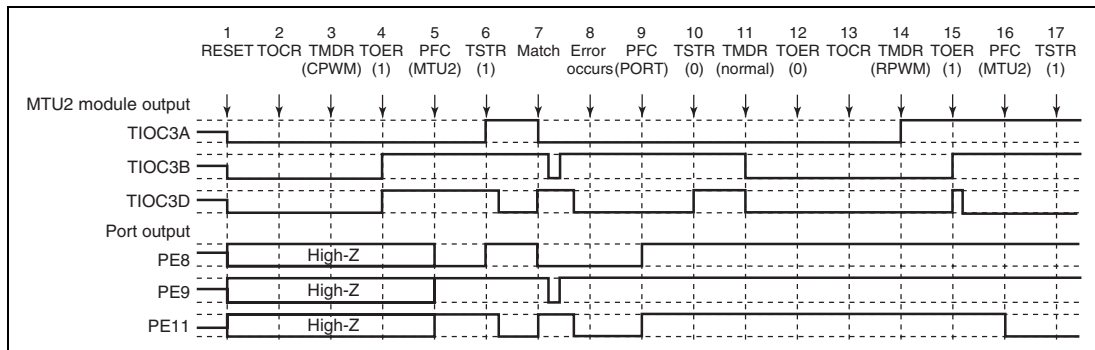 1 2 3 4 5 6 7 8 9 10 11 12 13 14 15 16 17
RESET TOCR TMDR TOER PFC TSTR Match Error PFC TSTR TMDR TOER TOCR TMDR TOER PFC TSTR
(CPWM) (1) (MTU2) (1) occurs (PORT) (0) (normal) (0) (RPWM) (1) (MTU2) (1)
MTU2 module output
TIOC3A
TIOC3B
TIOC3D
Port output
PE8 High-Z
PE9 High-Z
PE11 High-Z